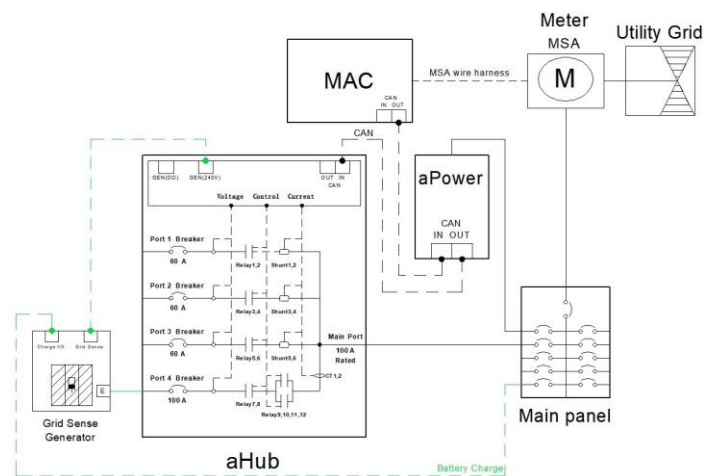 Meter
MSA
Utility Grid
MAC
MSA wire harness
M
CAN
IN OUT
CAN
aPower
CAN
IN OUT
GEN(DO)
GEN(240V)
OUT IN
CAN
Voltage
Control
Current
Port 1 Breaker
60 A
Relay1,2
Shunt1,2
Port 2 Breaker
60 A
Relay3,4
Shunt3,4
Port 3 Breaker
60 A
Relay5,6
Shunt5,6
Main Port
100 A
Rated
Port 4 Breaker
100 A
Relay7,8
Relay9,10,11,12
CT 1,2
Charge I/O
Grid Sense
E
Grid Sense
Generator
Main panel
aHub
Battery Charge